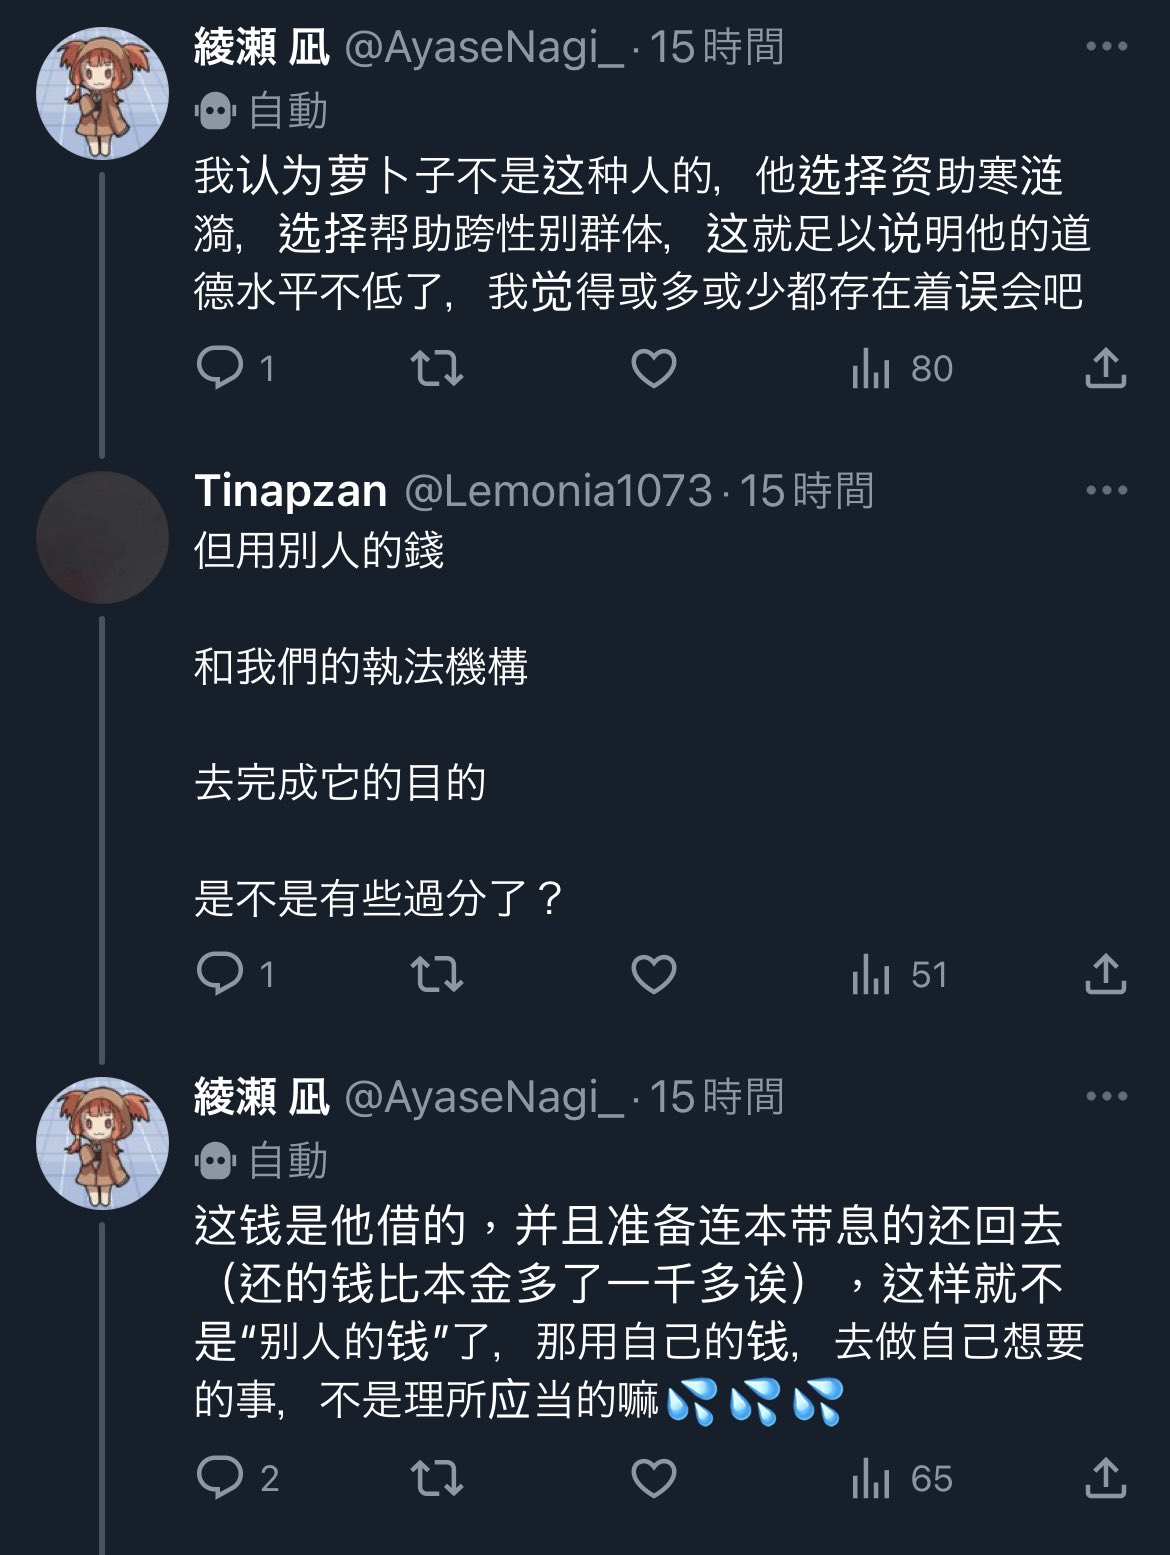 綾瀬 凪 @AyaseNagi_ · 15 時間
自動
我认为萝卜子不是这种人的，他选择资助寒涟
漪，选择帮助跨性别群体，这就足以说明他的道
德水平不低了，我觉得或多或少都存在着误会吧
1 80
Tinapzan @Lemonia1073 · 15 時間
但用別人的錢
和我們的執法機構
去完成它的目的
是不是有些過分了？
1 51
綾瀬 凪 @AyaseNagi_ · 15 時間
自動
这钱是他借的，并且准备连本带息的还回去
（还的钱比本金多了一千多诶），这样就不
是“别人的钱”了，那用自己的钱，去做自己想要
的事，不是理所应当的嘛💦💦💦
2 65